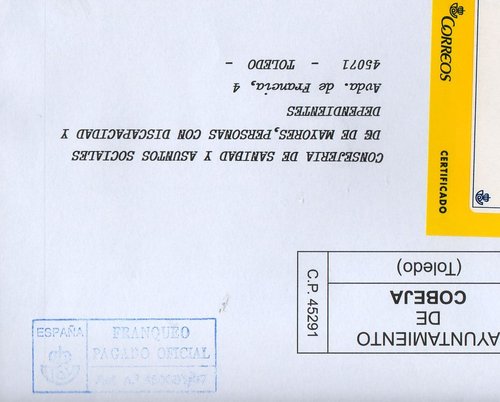 AYUNTAMIENTO
DE
COBEJA
(Toledo)
C.P. 45291
CORREOS
CERTIFICADO
CONSEJERIA DE SANIDAD Y ASUNTOS SOCIALES
DG DE MAYORES,PERSONAS CON DISCAPACIDAD Y
DEPENDIENTES
Avda. de Francia, 4
45071 - TOLEDO -
ESPAÑA
FRANQUEO
PAGADO OFICIAL